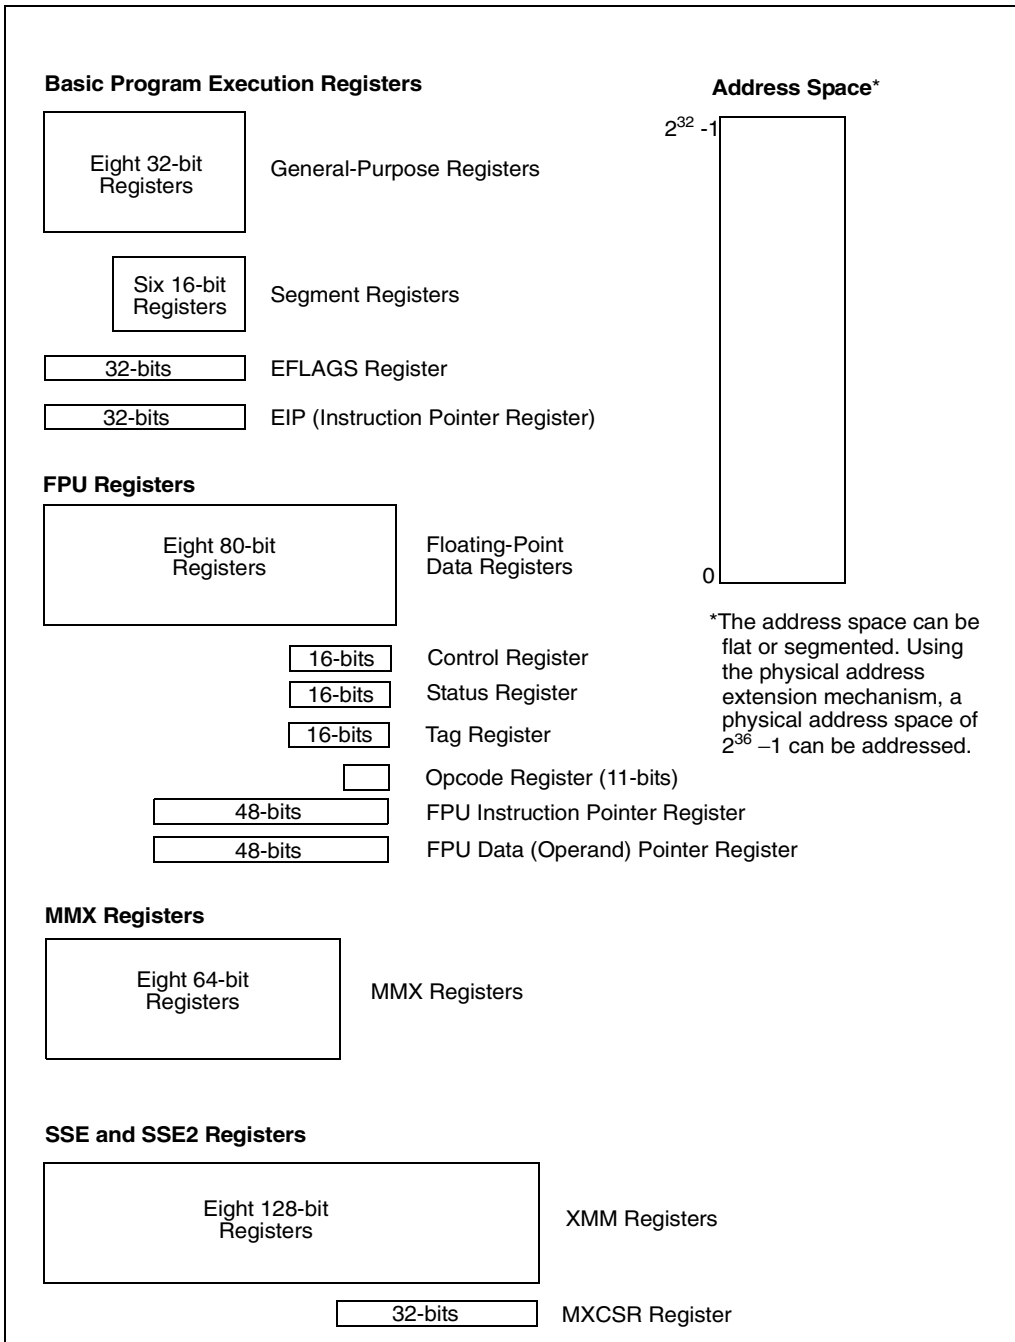 Basic Program Execution Registers
Eight 32-bit
Registers
General-Purpose Registers
Six 16-bit
Registers
Segment Registers
32-bits
EFLAGS Register
32-bits
EIP (Instruction Pointer Register)
Address Space*
2^32 -1
0
*The address space can be
flat or segmented. Using
the physical address
extension mechanism, a
physical address space of
2^36 –1 can be addressed.
FPU Registers
Eight 80-bit
Registers
Floating-Point
Data Registers
16-bits
Control Register
16-bits
Status Register
16-bits
Tag Register
Opcode Register (11-bits)
48-bits
FPU Instruction Pointer Register
48-bits
FPU Data (Operand) Pointer Register
MMX Registers
Eight 64-bit
Registers
MMX Registers
SSE and SSE2 Registers
Eight 128-bit
Registers
XMM Registers
32-bits
MXCSR Register